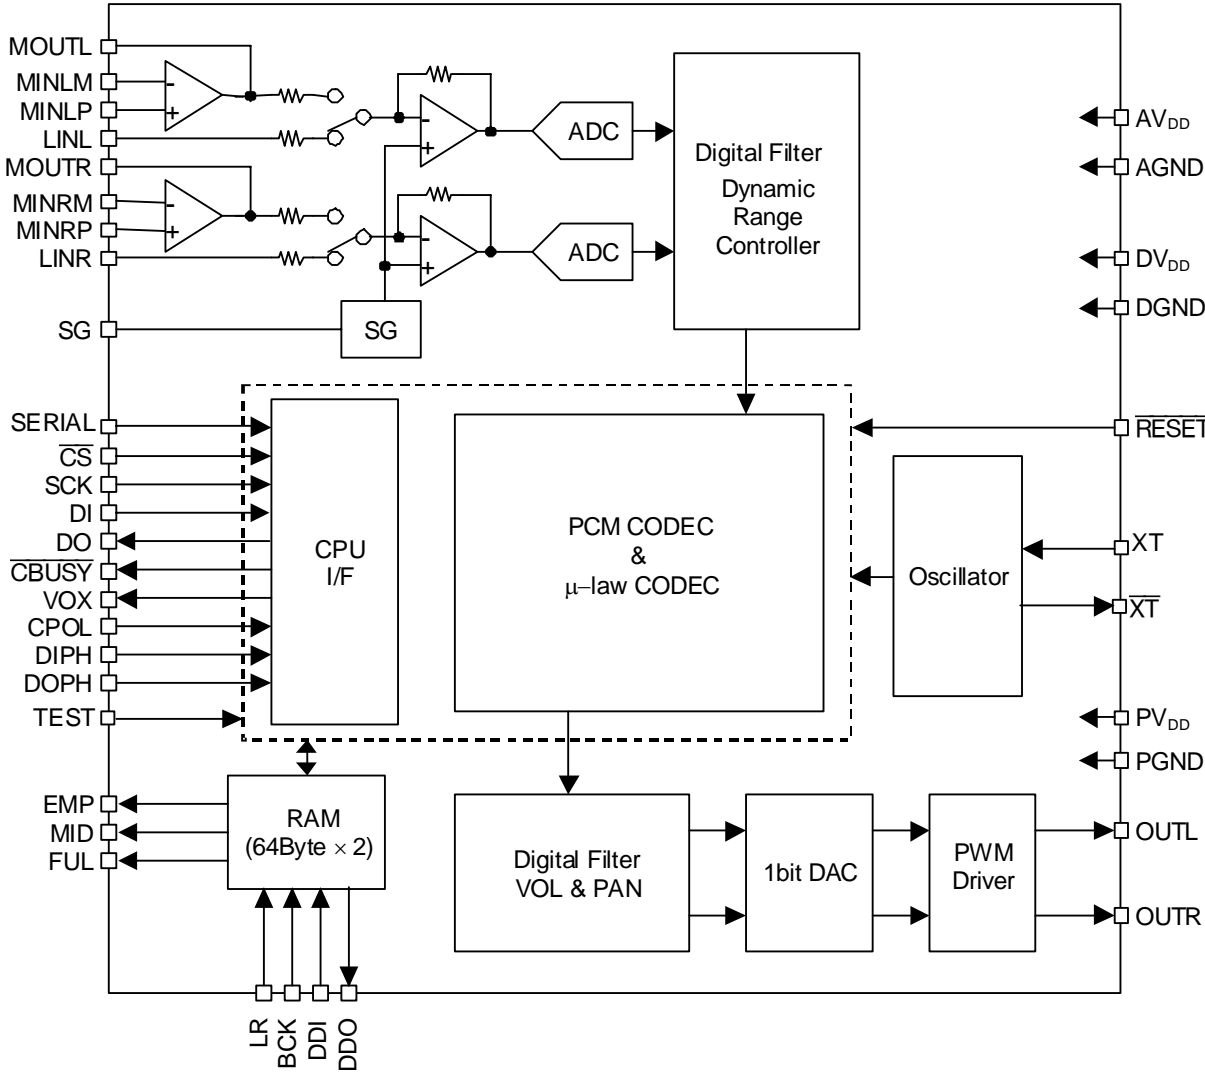 MOUTL
MINLM
MINLP
LINL
MOUTR
MINRM
MINRP
LINR
SG
-
+
-
+
-
+
-
+
SG
ADC
ADC
Digital Filter
Dynamic
Range
Controller
AVDD
AGND
DVDD
DGND
SERIAL
CS
SCK
DI
DO
CBUSY
VOX
CPOL
DIPH
DOPH
TEST
CPU
I/F
PCM CODEC
&
μ–law CODEC
RESET
Oscillator
XT
XT
PVDD
PGND
EMP
MID
FUL
RAM
(64Byte × 2)
Digital Filter
VOL & PAN
1bit DAC
PWM
Driver
OUTL
OUTR
LR
BCK
DDI
DDO